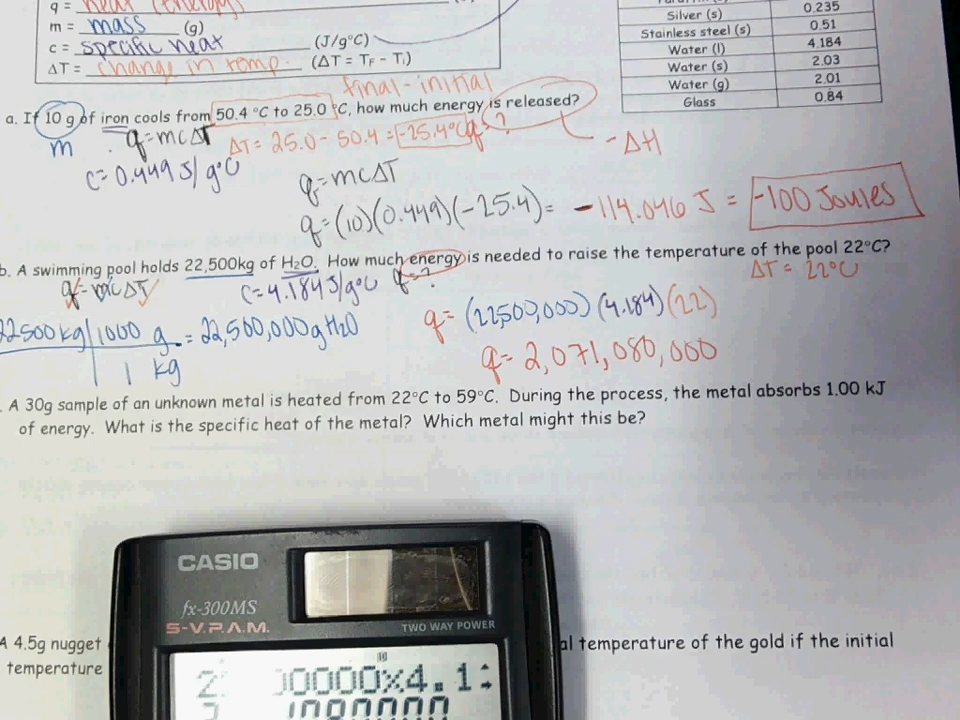 q = heat (energy)
m = mass (g)
c = specific heat (J/g°C)
ΔT = change in temp. (ΔT = TF - TI)
final - initial
Silver (s) 0.235
Stainless steel (s) 0.51
Water (l) 4.184
Water (s) 2.03
Water (g) 2.01
Glass 0.84
a. If 10 g of iron cools from 50.4 °C to 25.0 °C, how much energy is released?
m q=mcΔT ΔT= 25.0- 50.4 = -25.4°C q=? -ΔH
c= 0.449 J/g°C
q=mcΔT
q=(10)(0.449)(-25.4)= -114.046 J = -100 Joules
b. A swimming pool holds 22,500kg of H₂O. How much energy is needed to raise the temperature of the pool 22°C?
q=mcΔT c=4.184J/g°C q=? ΔT = 22°C
22500 kg 1000 g = 22,500,000g H₂O
1 kg
q= (22,500,000)(4.184)(22)
q= 2,071,080,000
A 30g sample of an unknown metal is heated from 22°C to 59°C. During the process, the metal absorbs 1.00 kJ
of energy. What is the specific heat of the metal? Which metal might this be?
CASIO
fx-300MS
S-V.P.A.M.
TWO WAY POWER
A 4.5g nugget
al temperature of the gold if the initial
temperature